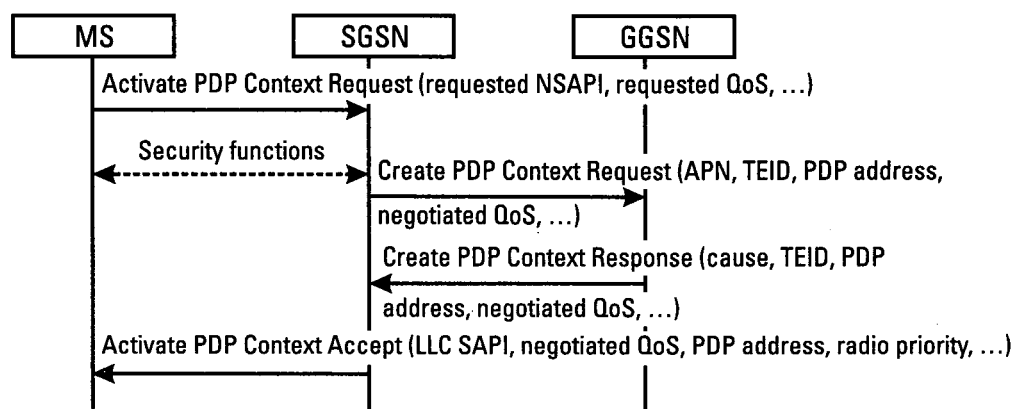 MS SGSN GGSN
Activate PDP Context Request (requested NSAPI, requested QoS, ...)
Security functions
Create PDP Context Request (APN, TEID, PDP address,
negotiated QoS, ...)
Create PDP Context Response (cause, TEID, PDP
address, negotiated QoS, ...)
Activate PDP Context Accept (LLC SAPI, negotiated QoS, PDP address, radio priority, ...)